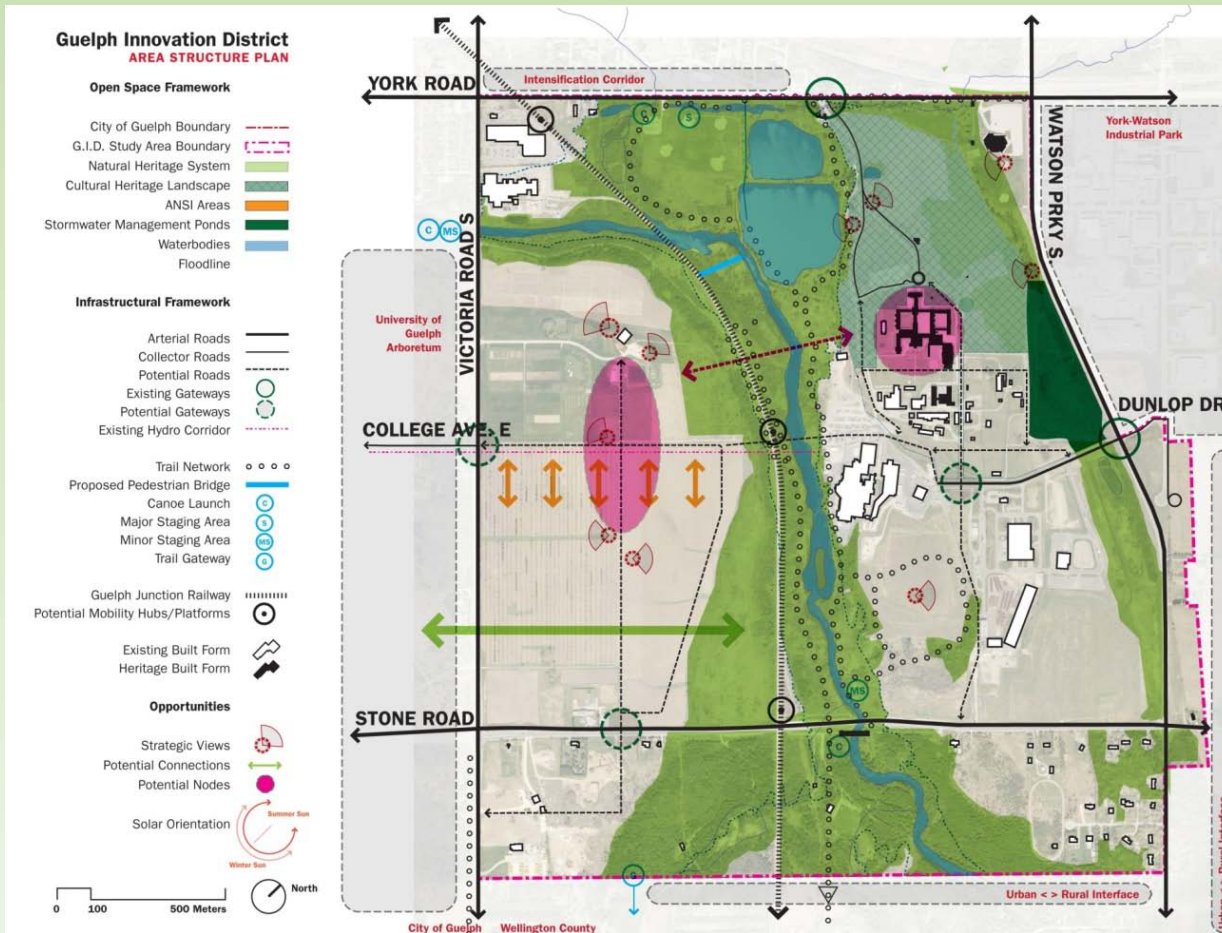 Guelph Innovation District
AREA STRUCTURE PLAN
Open Space Framework
City of Guelph Boundary
G.I.D. Study Area Boundary
Natural Heritage System
Cultural Heritage Landscape
ANSI Areas
Stormwater Management Ponds
Waterbodies
Floodline
Infrastructural Framework
Arterial Roads
Collector Roads
Potential Roads
Existing Gateways
Potential Gateways
Existing Hydro Corridor
Trail Network
Proposed Pedestrian Bridge
Canoe Launch
C
Major Staging Area
S
Minor Staging Area
MS
Trail Gateway
G
Guelph Junction Railway
Potential Mobility Hubs/Platforms
Existing Built Form
Heritage Built Form
Opportunities
Strategic Views
Potential Connections
Potential Nodes
Solar Orientation
Summer Sun
Winter Sun
North
0 100 500 Meters
YORK ROAD
Intensification Corridor
C
S
York-Watson
Industrial Park
WATSON PRKY S.
C
MS
VICTORIA ROAD S
University of
Guelph
Arboretum
COLLEGE AVE E
DUNLOP DR
STONE ROAD
MS
C
G
Urban < > Rural Interface
Urban < > Rural Interface
City of Guelph
Wellington County